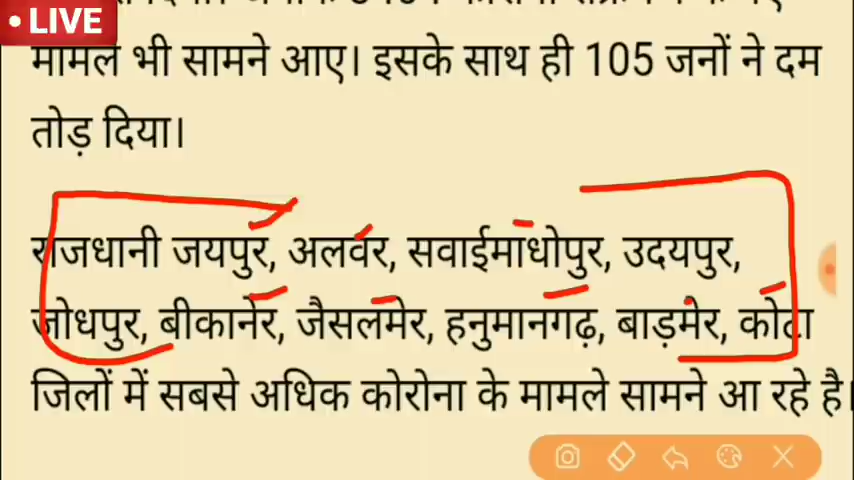 • LIVE
मामले भी सामने आए। इसके साथ ही 105 जनों ने दम
तोड़ दिया।
राजधानी जयपुर, अलवर, सवाईमाधोपुर, उदयपुर,
जोधपुर, बीकानेर, जैसलमेर, हनुमानगढ़, बाड़मेर, कोटा
जिलों में सबसे अधिक कोरोना के मामले सामने आ रहे है।